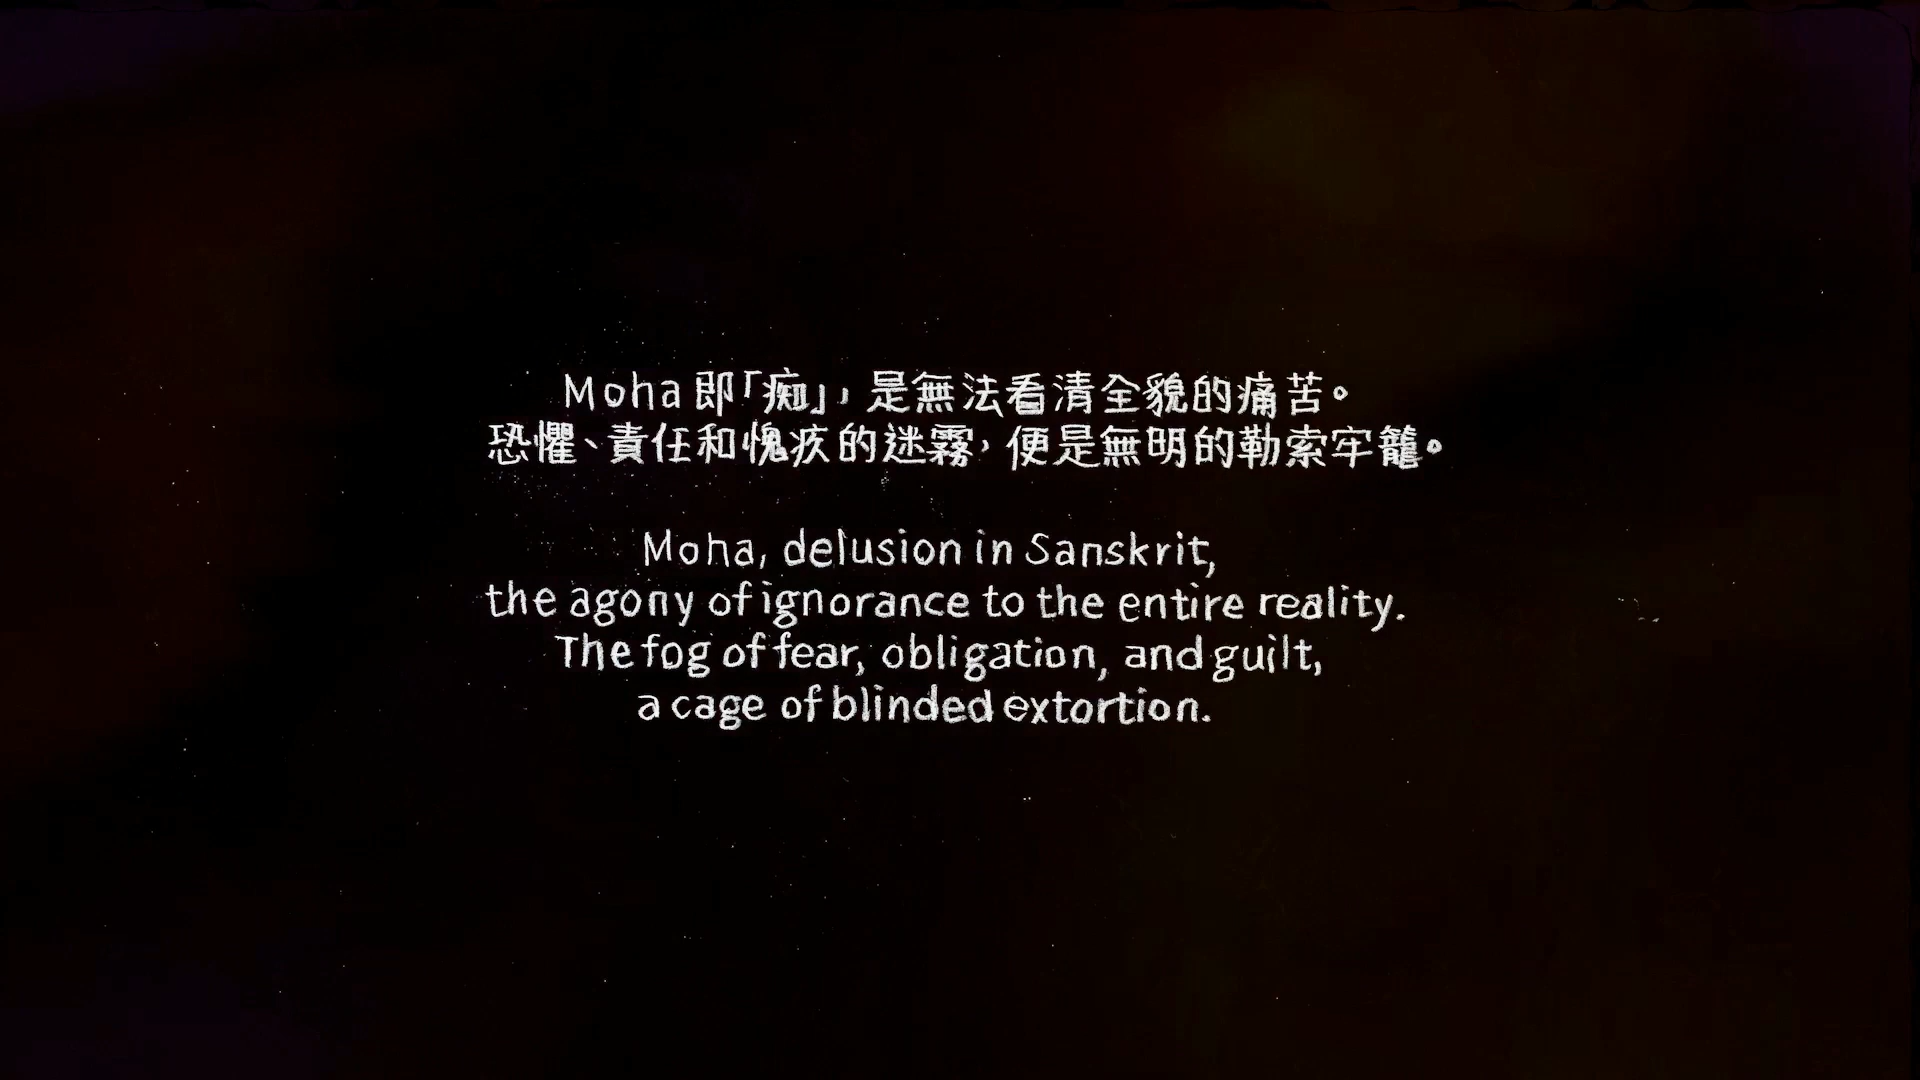 Moha 即「痴」，是無法看清全貌的痛苦。
恐懼、責任和愧疚的迷霧，便是無明的勒索牢籠。
Moha, delusion in Sanskrit,
the agony of ignorance to the entire reality.
The fog of fear, obligation, and guilt,
a cage of blinded extortion.